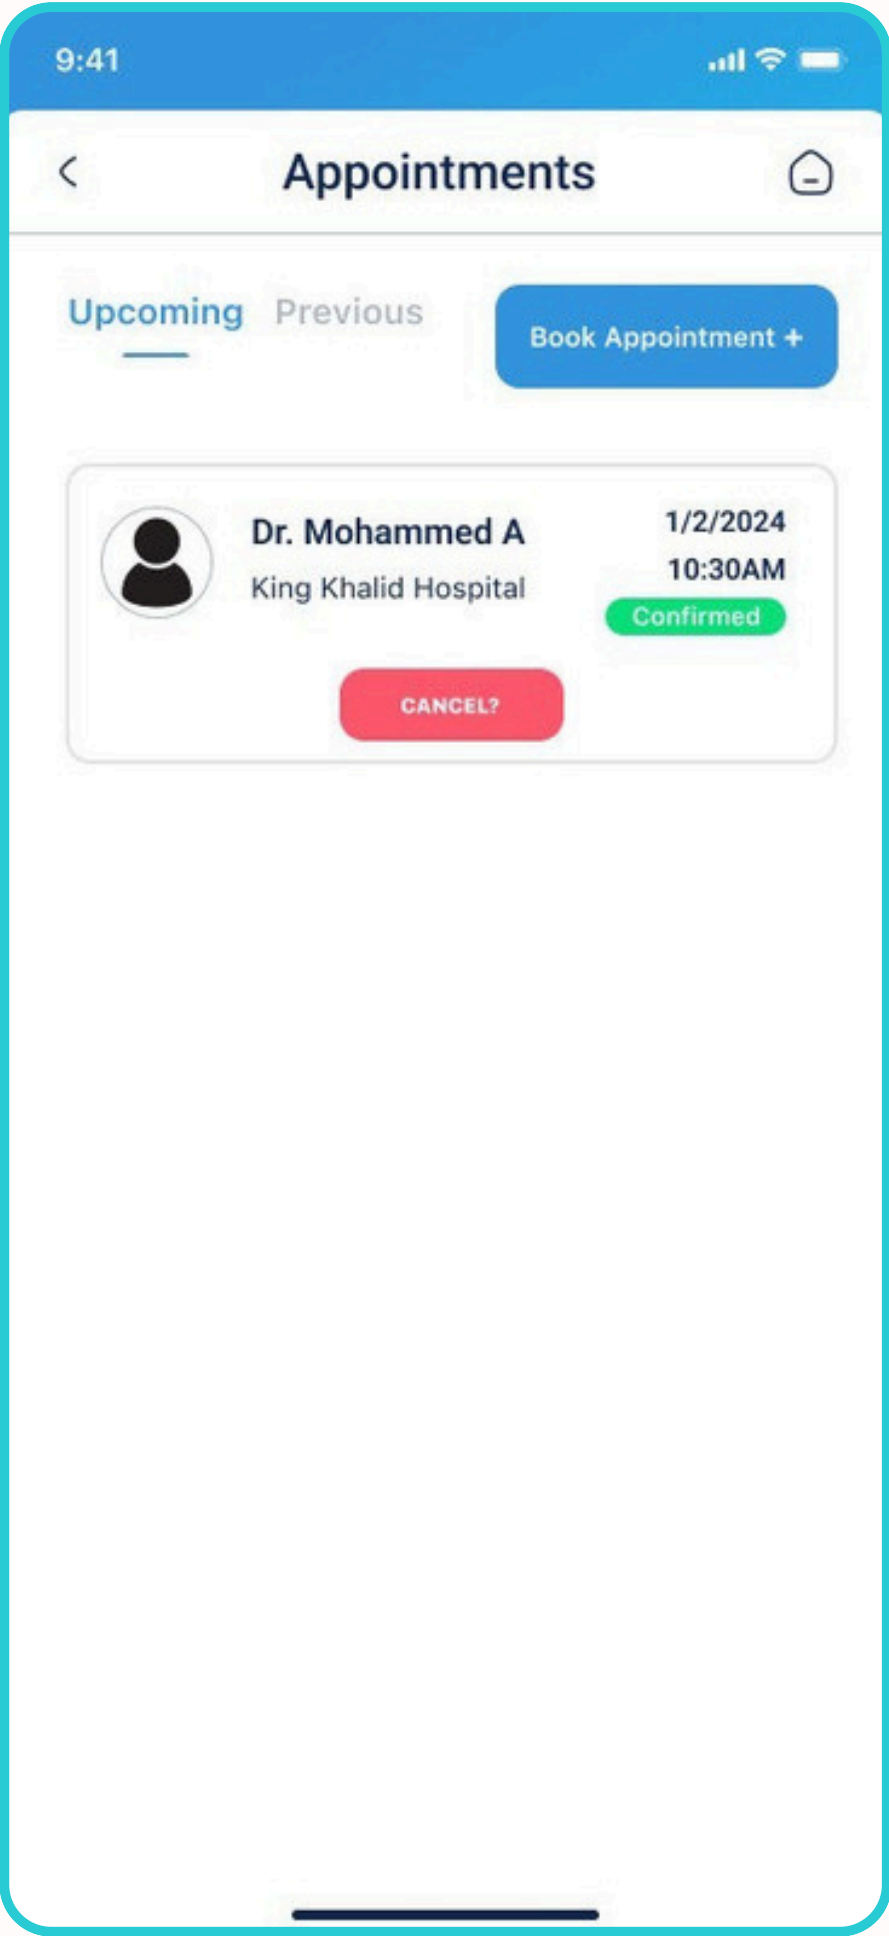 9:41
Appointments
Upcoming Previous
Book Appointment +
Dr. Mohammed A
King Khalid Hospital
1/2/2024
10:30AM
Confirmed
CANCEL?